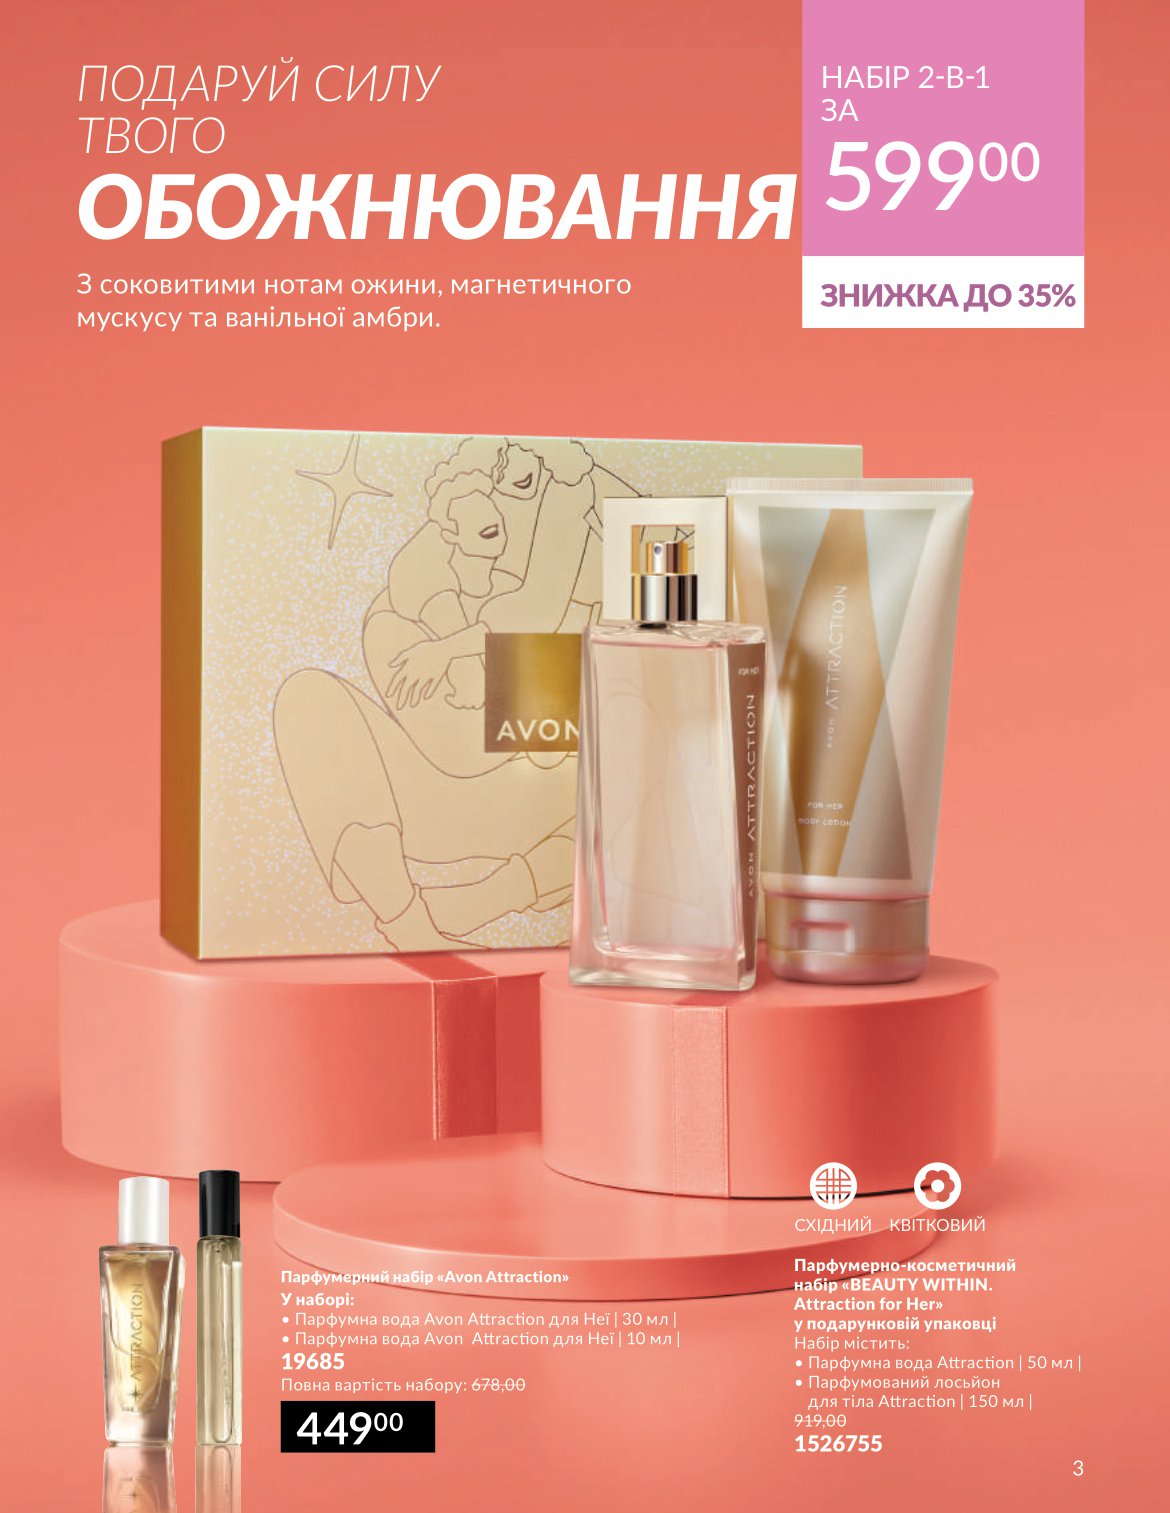 ПОДАРУЙ СИЛУ
ТВОГО
ОБОЖНЮВАННЯ
З соковитими нотам ожини, магнетичного
мускусу та ванільної амбри.
НАБІР 2-В-1
ЗА
59900
ЗНИЖКА ДО 35%
AVON
FOR HER
AVON ATTRACTION
AVON ATTRACTION
FOR HER
BODY LOTION
ATTRACTION
Парфумерний набір «Avon Attraction»
У наборі:
• Парфумна вода Avon Attraction для Неї | 30 мл |
• Парфумна вода Avon Attraction для Неї | 10 мл |
19685
Повна вартість набору: 678,00
44900
СХІДНИЙ КВІТКОВИЙ
Парфумерно-косметичний
набір «BEAUTY WITHIN.
Attraction for Her»
у подарунковій упаковці
Набір містить:
• Парфумна вода Attraction | 50 мл |
• Парфумований лосьйон
для тіла Attraction | 150 мл |
919,00
1526755
3